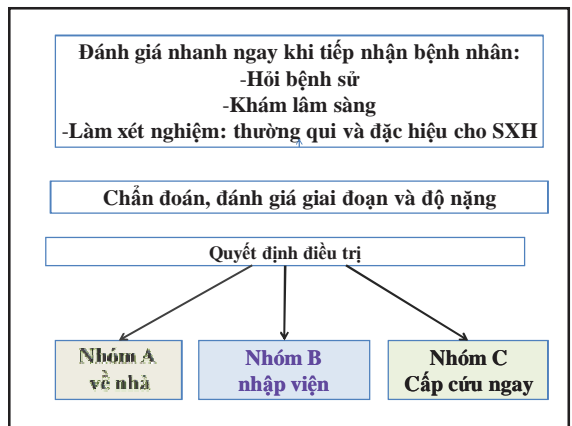 Đánh giá nhanh ngay khi tiếp nhận bệnh nhân:
-Hỏi bệnh sử
-Khám lâm sàng
-Làm xét nghiệm: thường qui và đặc hiệu cho SXH
Chẩn đoán, đánh giá giai đoạn và độ nặng
Quyết định điều trị
Nhóm A
về nhà
Nhóm B
nhập viện
Nhóm C
Cấp cứu ngay